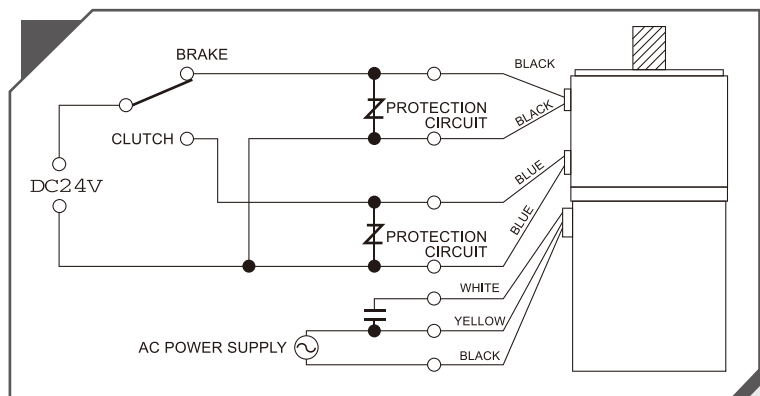 BRAKE
BLACK
PROTECTION
CIRCUIT
BLACK
CLUTCH
BLUE
DC24V
BLUE
PROTECTION
CIRCUIT
WHITE
YELLOW
AC POWER SUPPLY
BLACK